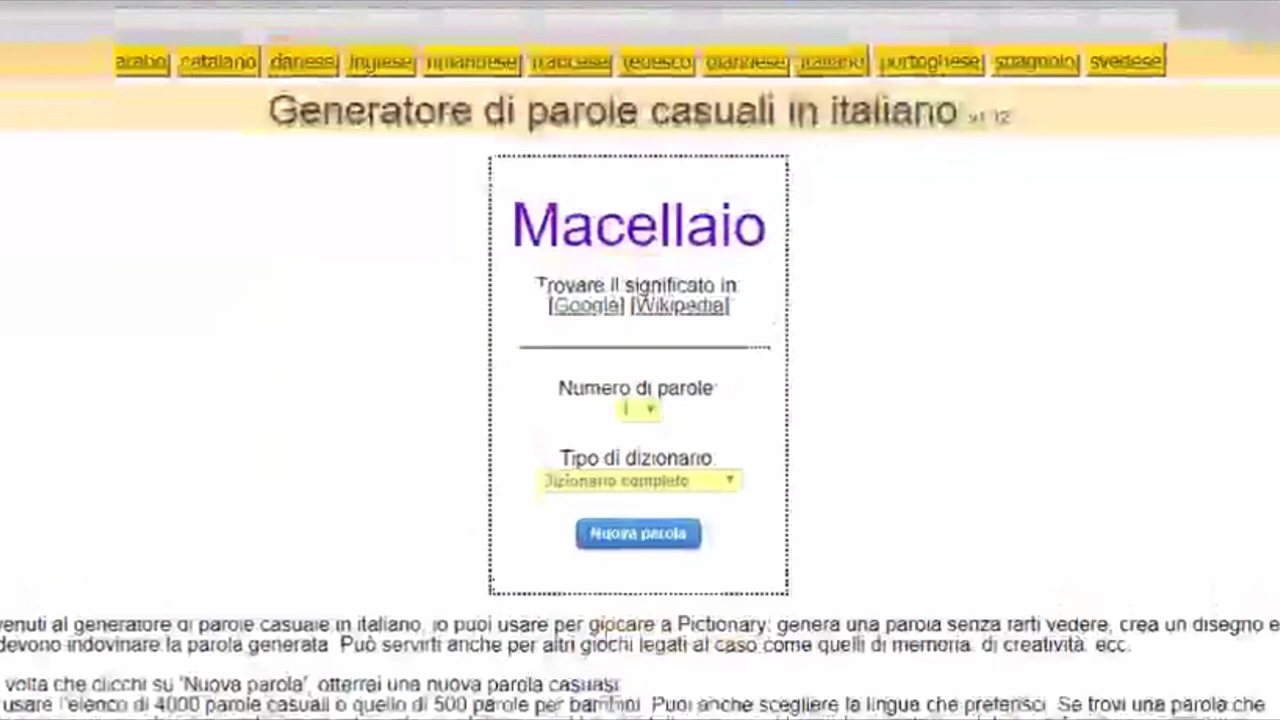 arabo catalano danese inglese finlandese francese tedesco olandese italiano portoghese spagnolo svedese
Generatore di parole casuali in italiano v1.12
Macellaio
Trovare il significato in:
[Google] [Wikipedia]
Numero di parole:
1
Tipo di dizionario:
Dizionario completo
Nuova parola
venuti al generatore di parole casuale in italiano, lo puoi usare per giocare a Pictionary: genera una parola senza farti vedere, crea un disegno e
devono indovinare la parola generata. Può servirti anche per altri giochi legati al caso come quelli di memoria, di creatività, ecc.
volta che clicchi su 'Nuova parola', otterrai una nuova parola
usare l'elenco di 4000 parole casuali o quello di 500 parole per bambini. Puoi anche scegliere la lingua che preferisci. Se trovi una parola che